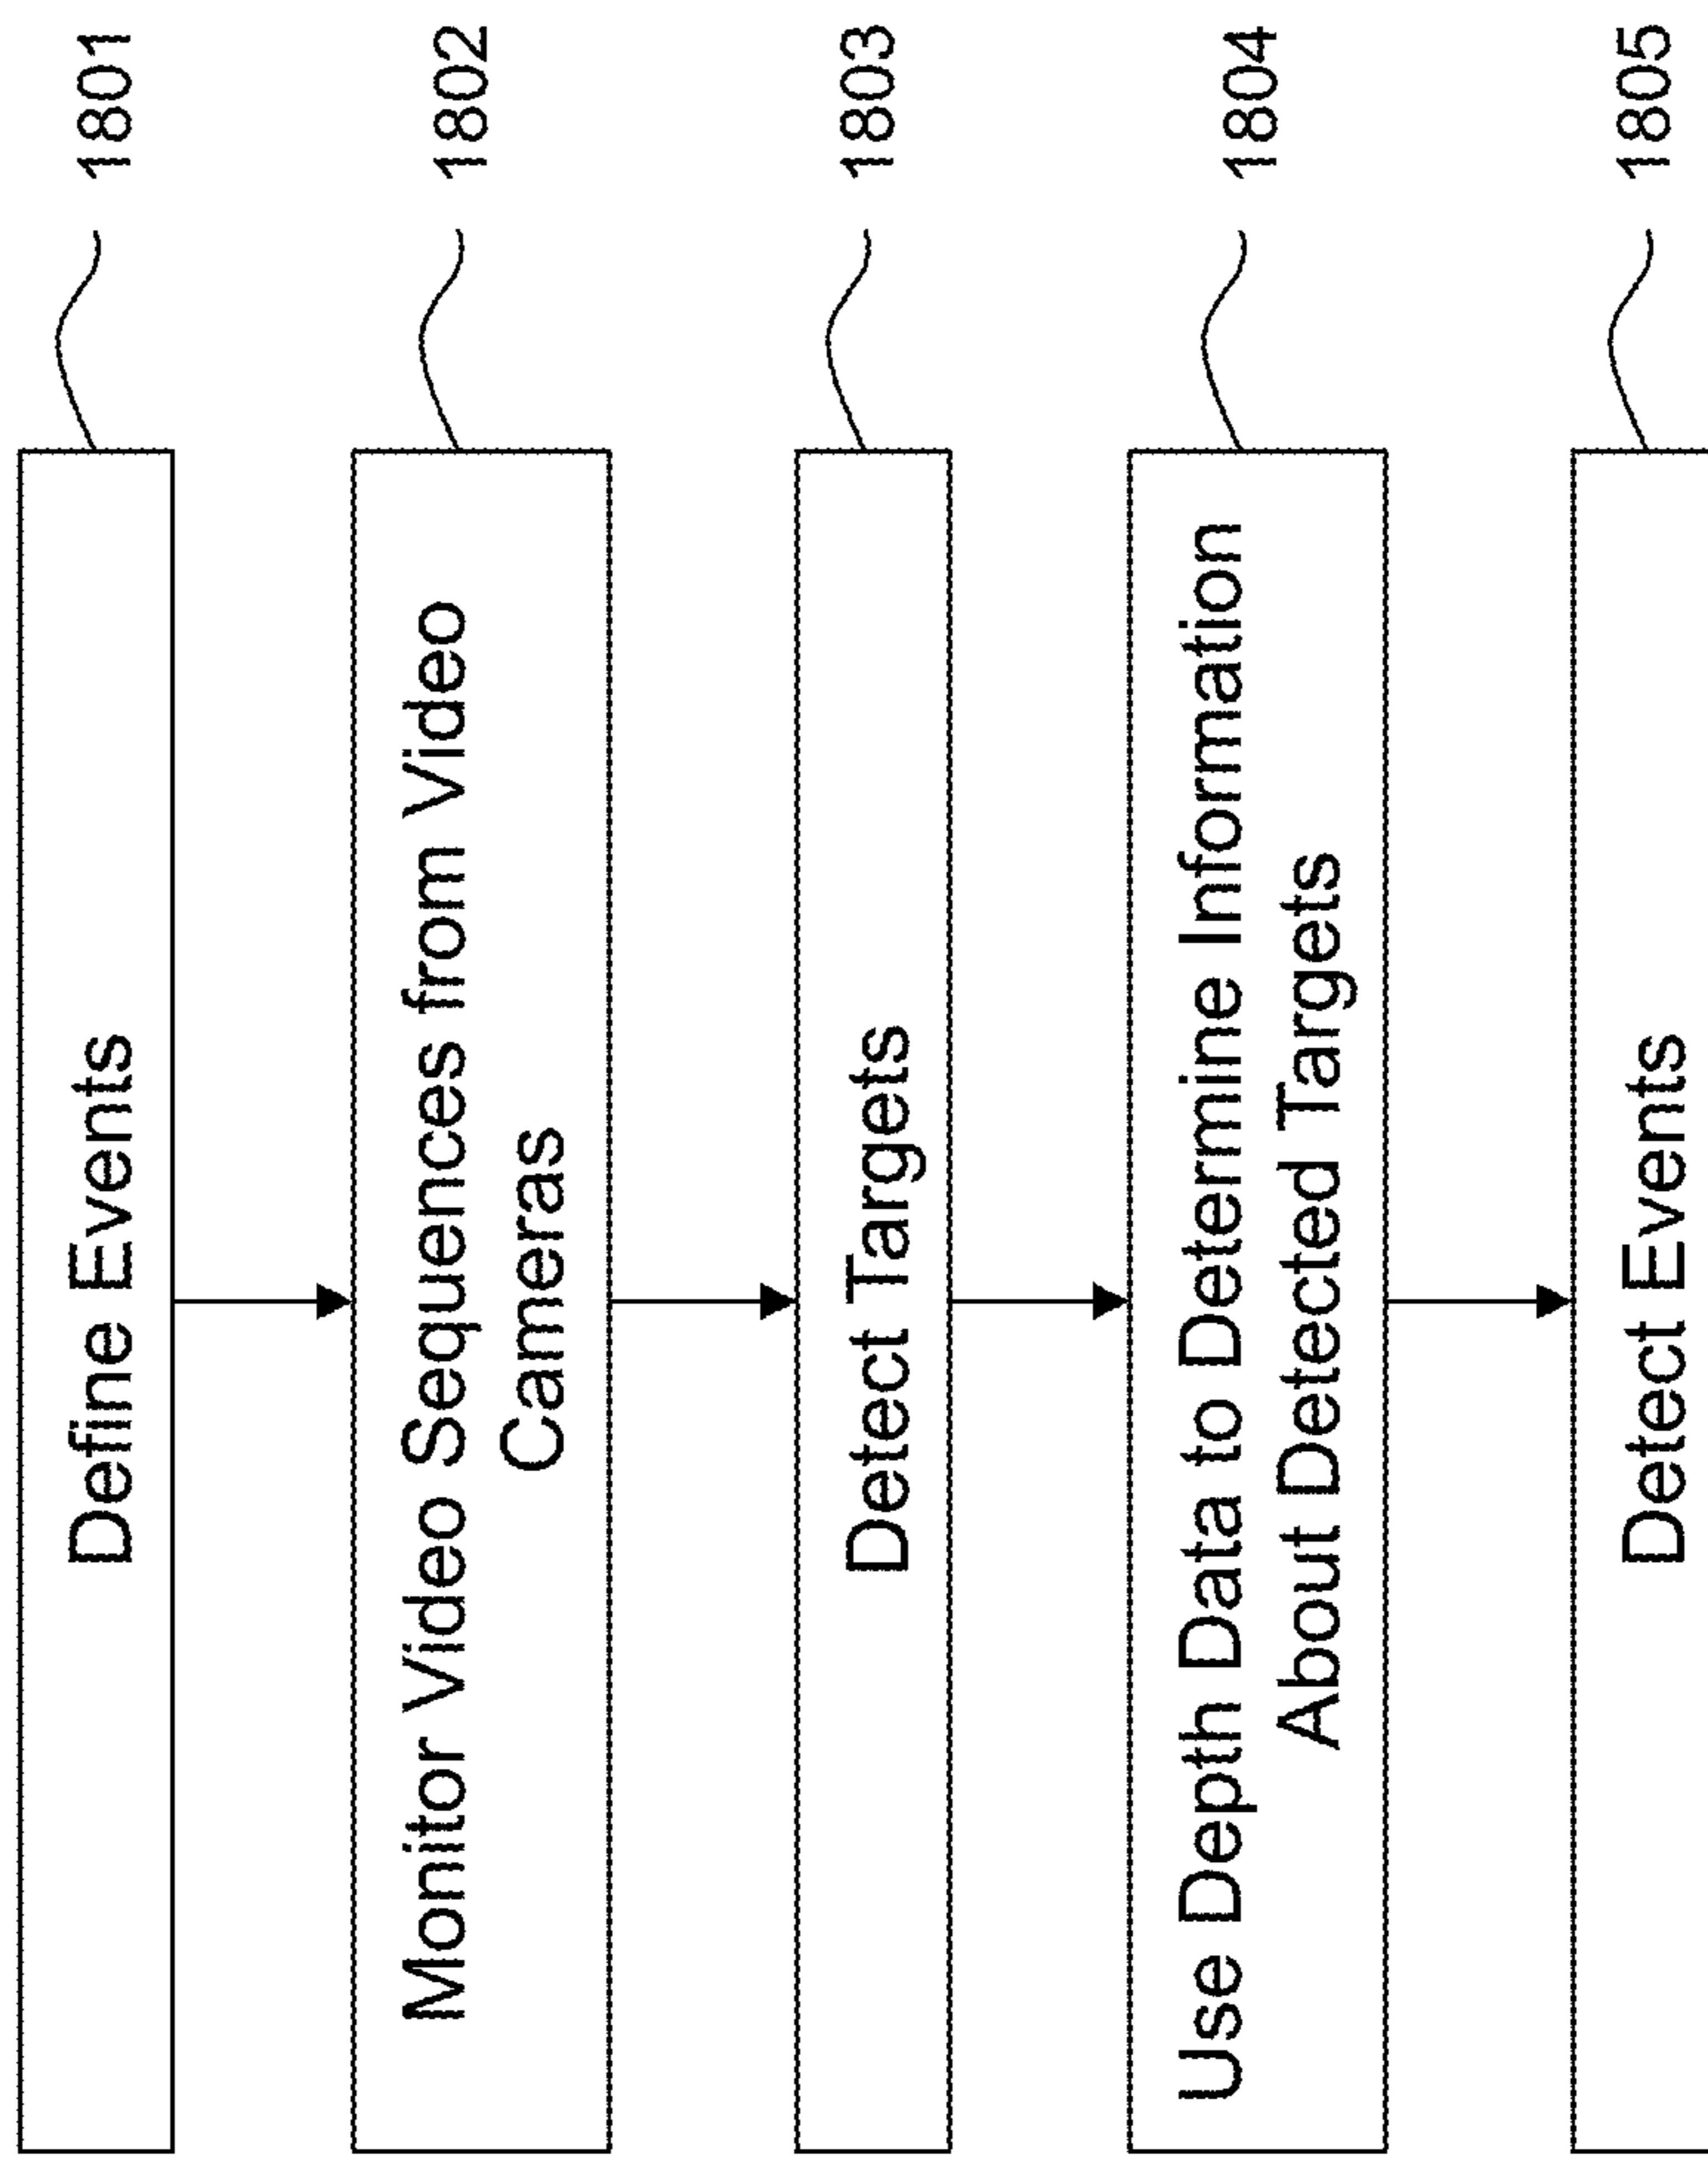 Define Events
1801
Monitor Video Sequences from Video
Cameras
1802
Detect Targets
1803
Use Depth Data to Determine Information
About Detected Targets
1804
Detect Events
1805